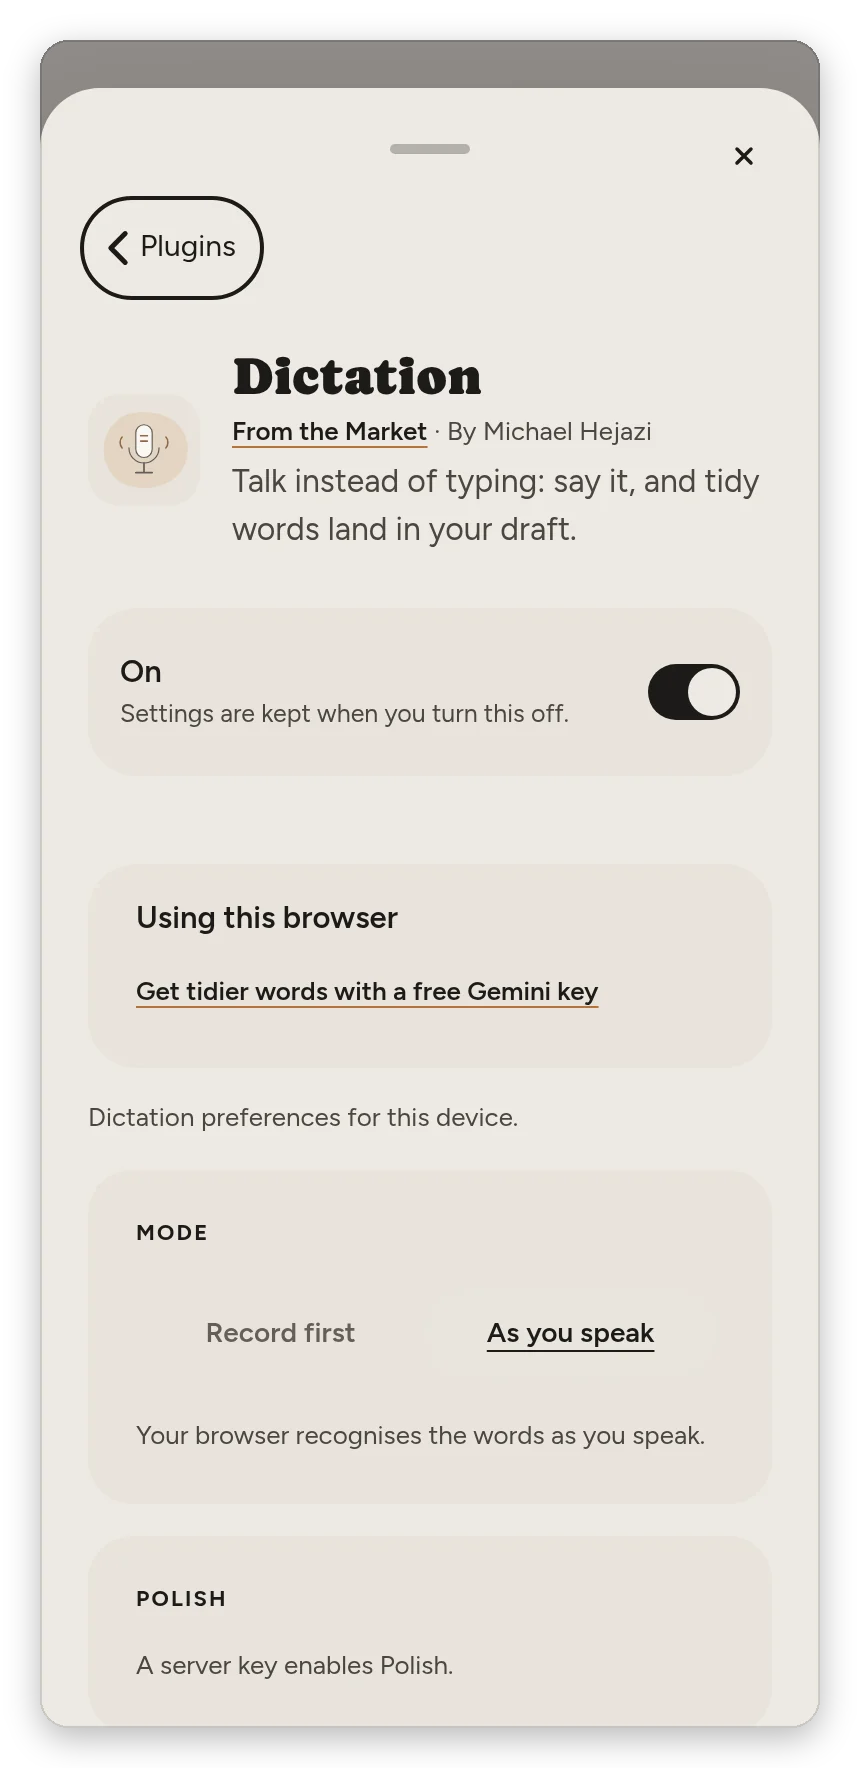 Plugins
Dictation
From the Market · By Michael Hejazi
Talk instead of typing: say it, and tidy
words land in your draft.
On
Settings are kept when you turn this off.
Using this browser
Get tidier words with a free Gemini key
Dictation preferences for this device.
MODE
Record first As you speak
Your browser recognises the words as you speak.
POLISH
A server key enables Polish.